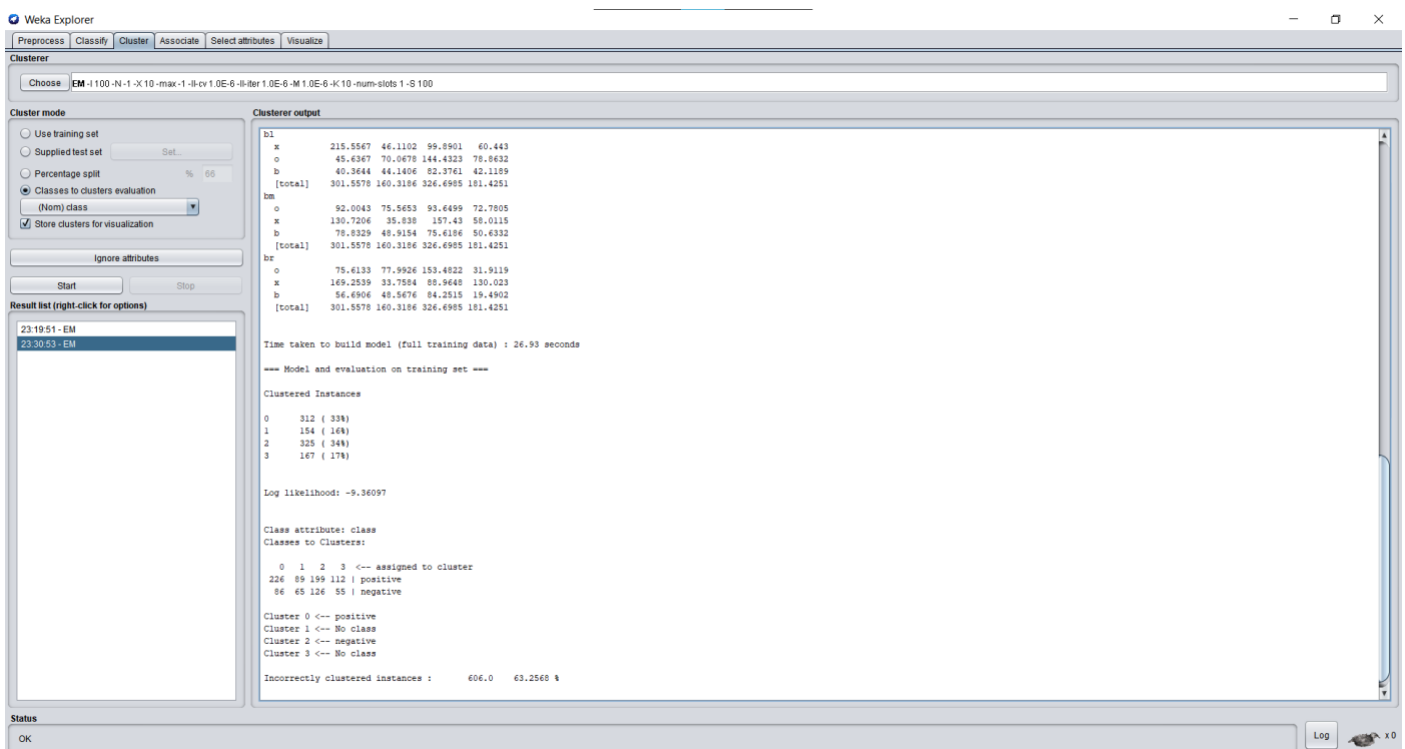 Weka Explorer
Preprocess Classify Cluster Associate Select attributes Visualize
Clusterer
Choose EM -I 100 -N -1 -X 10 -max -1 -ll-cv 1.0E-6 -ll-iter 1.0E-6 -M 1.0E-6 -K 10 -num-slots 1 -S 100
Cluster mode
Use training set
Supplied test set Set...
Percentage split % 66
Classes to clusters evaluation
(Nom) class
Store clusters for visualization
Ignore attributes
Start Stop
Result list (right-click for options)
23:19:51 - EM
23:30:53 - EM
Clusterer output
bl
x 215.5567 46.1102 99.8901 60.443
o 45.6367 70.0678 144.4323 78.8632
b 40.3644 44.1406 82.3761 42.1189
[total] 301.5578 160.3186 326.6985 181.4251
bm
o 92.0043 75.5653 93.6499 72.7805
x 130.7206 35.838 157.43 58.0115
b 78.8329 48.9154 75.6186 50.6332
[total] 301.5578 160.3186 326.6985 181.4251
br
o 75.6133 77.9926 153.4822 31.9119
x 169.2539 33.7584 88.9648 130.023
b 56.6906 48.5676 84.2515 19.4902
[total] 301.5578 160.3186 326.6985 181.4251
Time taken to build model (full training data) : 26.93 seconds
=== Model and evaluation on training set ===
Clustered Instances
0 312 ( 33%)
1 154 ( 16%)
2 325 ( 34%)
3 167 ( 17%)
Log likelihood: -9.36097
Class attribute: class
Classes to Clusters:
0 1 2 3 <-- assigned to cluster
226 89 199 112 | positive
86 65 126 55 | negative
Cluster 0 <-- positive
Cluster 1 <-- No class
Cluster 2 <-- negative
Cluster 3 <-- No class
Incorrectly clustered instances : 606.0 63.2568 %
Status
OK
Log x 0